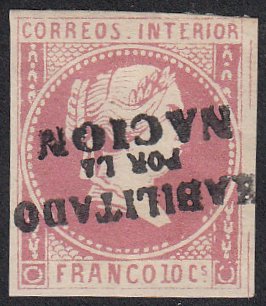 CORREOS. INTERIOR
HABILITADO
POR LA
NACION
FRANCO 10 Cs